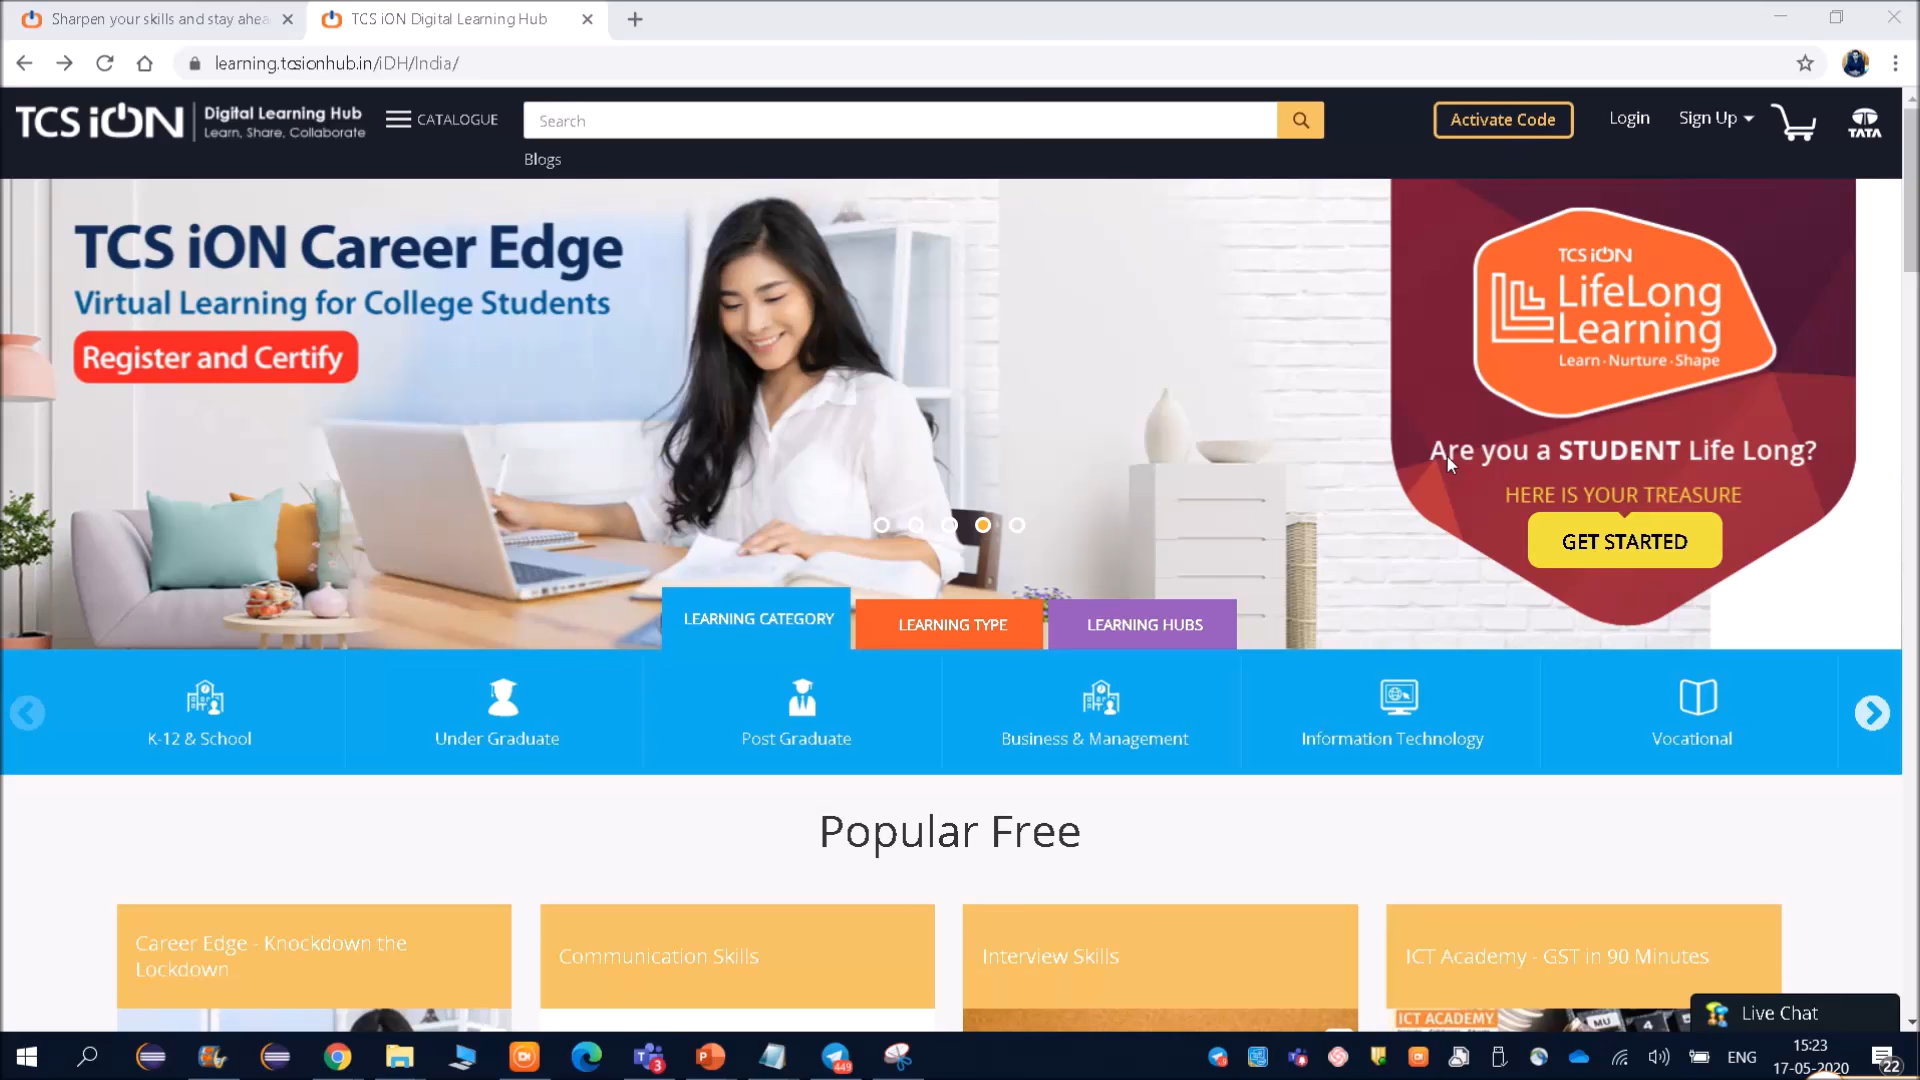 Sharpen your skills and stay ahea
TCS iON Digital Learning Hub
learning.tcsionhub.in/iDH/India/
TCS iON
Digital Learning Hub
Learn, Share, Collaborate
CATALOGUE
Search
Activate Code
Login
Sign Up
TATA
Blogs
TCS iON Career Edge
Virtual Learning for College Students
Register and Certify
TCS iON
LifeLong
Learning
Learn · Nurture · Shape
Are you a STUDENT Life Long?
HERE IS YOUR TREASURE
GET STARTED
LEARNING CATEGORY
LEARNING TYPE
LEARNING HUBS
K-12 & School
Under Graduate
Post Graduate
Business & Management
Information Technology
Vocational
Popular Free
Career Edge - Knockdown the
Lockdown
Communication Skills
Interview Skills
ICT Academy - GST in 90 Minutes
ICT ACADEMY
MU
4
Live Chat
3
449
ENG
15:23
17-05-2020
22